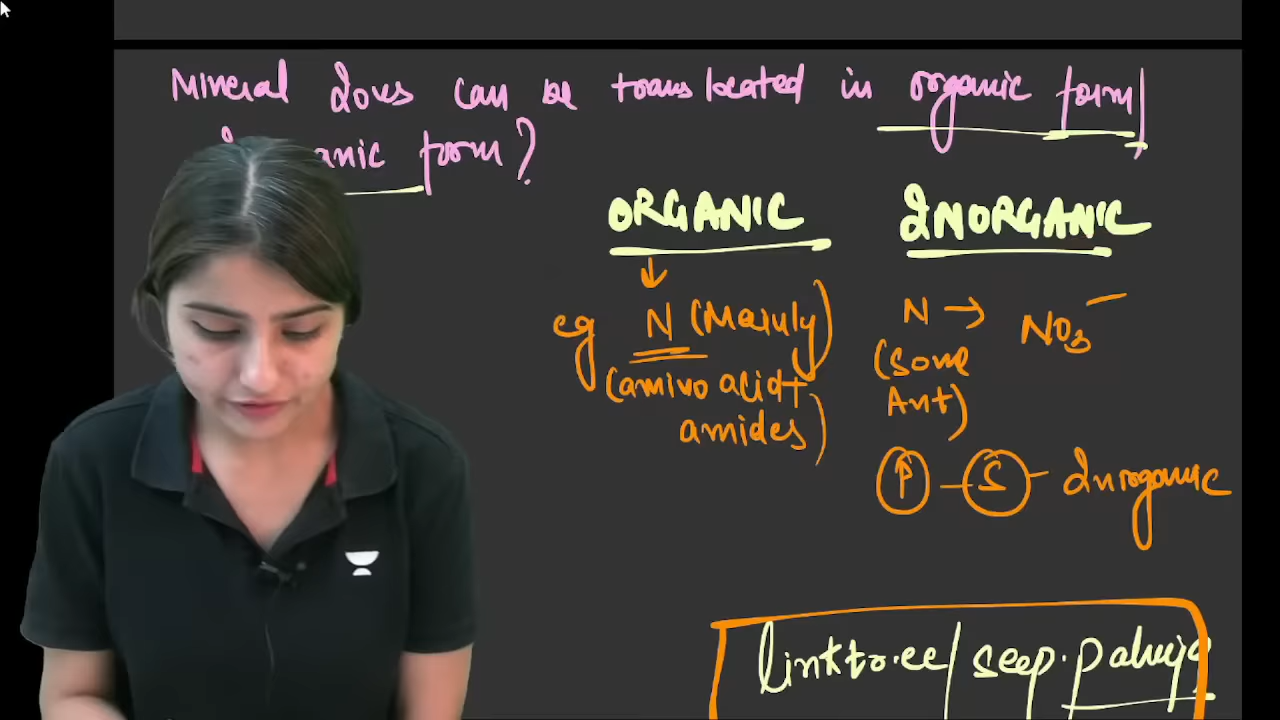 Mineral Ions can be translocated in organic form
anic form?
ORGANIC INORGANIC
eg N (Mainly)
(amino acid+
amides)
N → NO3⁻
(Some
Amt)
P - S - Inorganic
linktr.ee/seep.pahuja